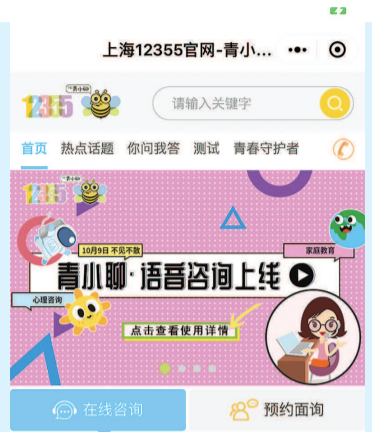 上海12355官网-青小...
12355
青小聊
请输入关键字
首页 热点话题 你问我答 测试 青春守护者
12355
青小聊
10月9日 不见不散
家庭教育
青小聊·语音咨询上线
心理咨询
点击查看使用详情
在线咨询
预约面询